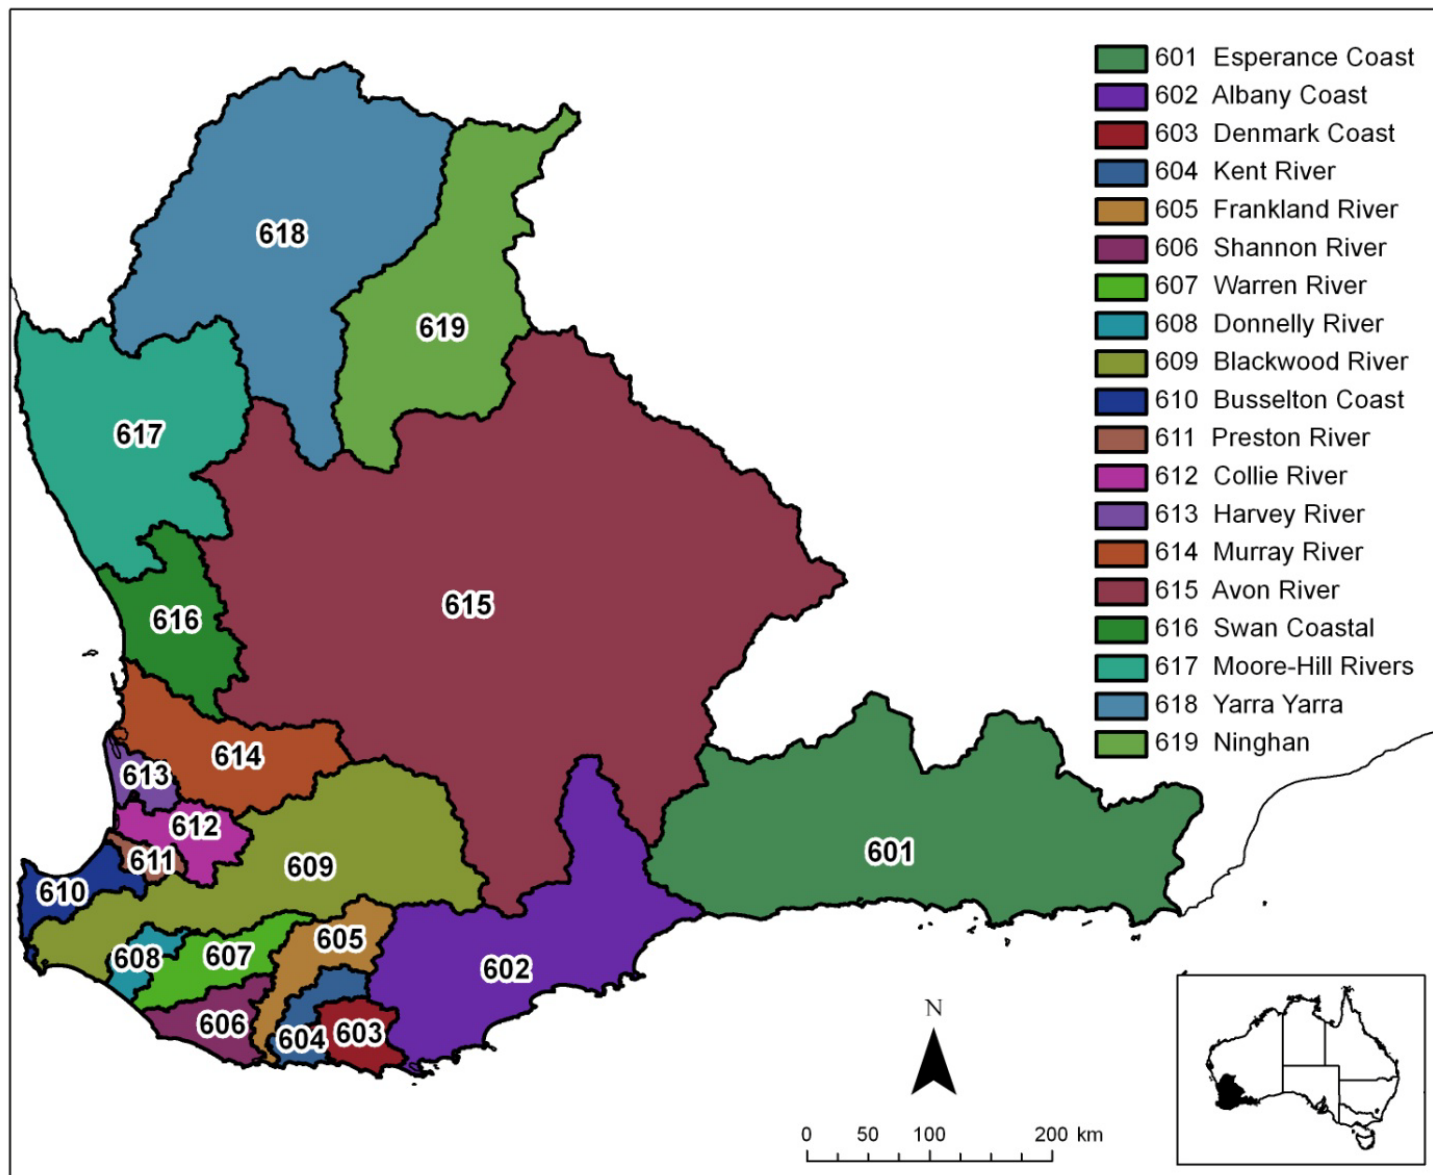 601 Esperance Coast
602 Albany Coast
603 Denmark Coast
604 Kent River
605 Frankland River
606 Shannon River
607 Warren River
608 Donnelly River
609 Blackwood River
610 Busselton Coast
611 Preston River
612 Collie River
613 Harvey River
614 Murray River
615 Avon River
616 Swan Coastal
617 Moore-Hill Rivers
618 Yarra Yarra
619 Ninghan
618
619
617
615
616
614
613
612
611
609
601
610
605
608
607
602
606
604
603
N
0 50 100 200 km